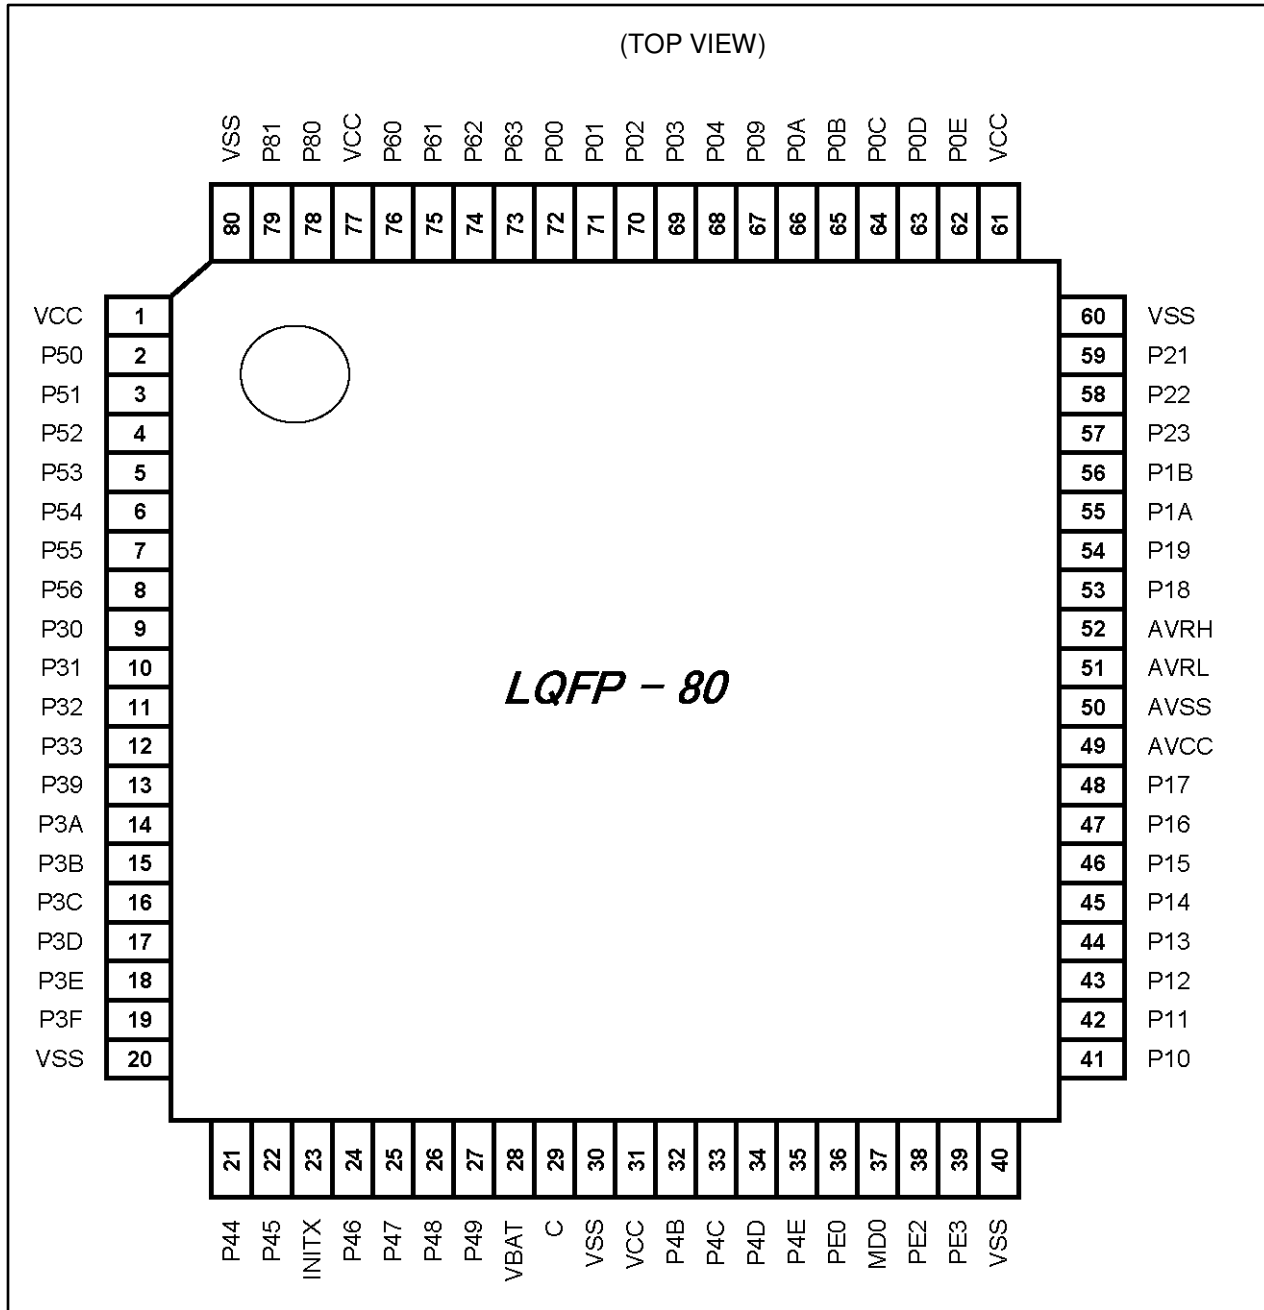 (TOP VIEW)
VSS P81 P80 VCC P60 P61 P62 P63 P00 P01 P02 P03 P04 P09 P0A P0B P0C P0D P0E VCC
80 79 78 77 76 75 74 73 72 71 70 69 68 67 66 65 64 63 62 61
VCC 1 60 VSS
P50 2 59 P21
P51 3 58 P22
P52 4 57 P23
P53 5 56 P1B
P54 6 55 P1A
P55 7 54 P19
P56 8 53 P18
P30 9 52 AVRH
P31 10 51 AVRL
LQFP - 80
P32 11 50 AVSS
P33 12 49 AVCC
P39 13 48 P17
P3A 14 47 P16
P3B 15 46 P15
P3C 16 45 P14
P3D 17 44 P13
P3E 18 43 P12
P3F 19 42 P11
VSS 20 41 P10
21 22 23 24 25 26 27 28 29 30 31 32 33 34 35 36 37 38 39 40
P44 P45 INITX P46 P47 P48 P49 VBAT C VSS VCC P4B P4C P4D P4E PE0 MD0 PE2 PE3 VSS